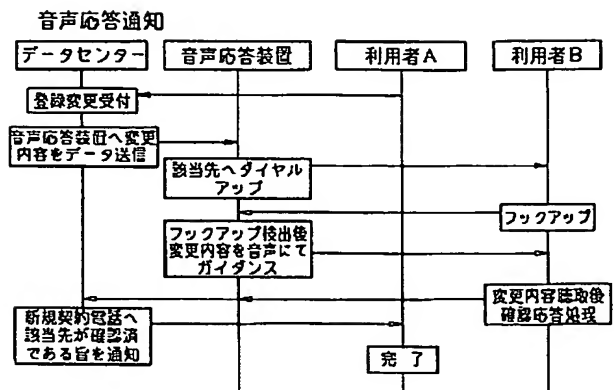 音声応答通知
データセンター
音声応答装置
利用者A
利用者B
登録変更受付
音声応答装置へ変更
内容をデータ送信
該当先へダイヤル
アップ
フックアップ
フックアップ検出後
変更内容を音声にて
ガイダンス
変更内容聴取後
確認応答処理
新規契約電話へ
該当先が確認済
である旨を通知
完了